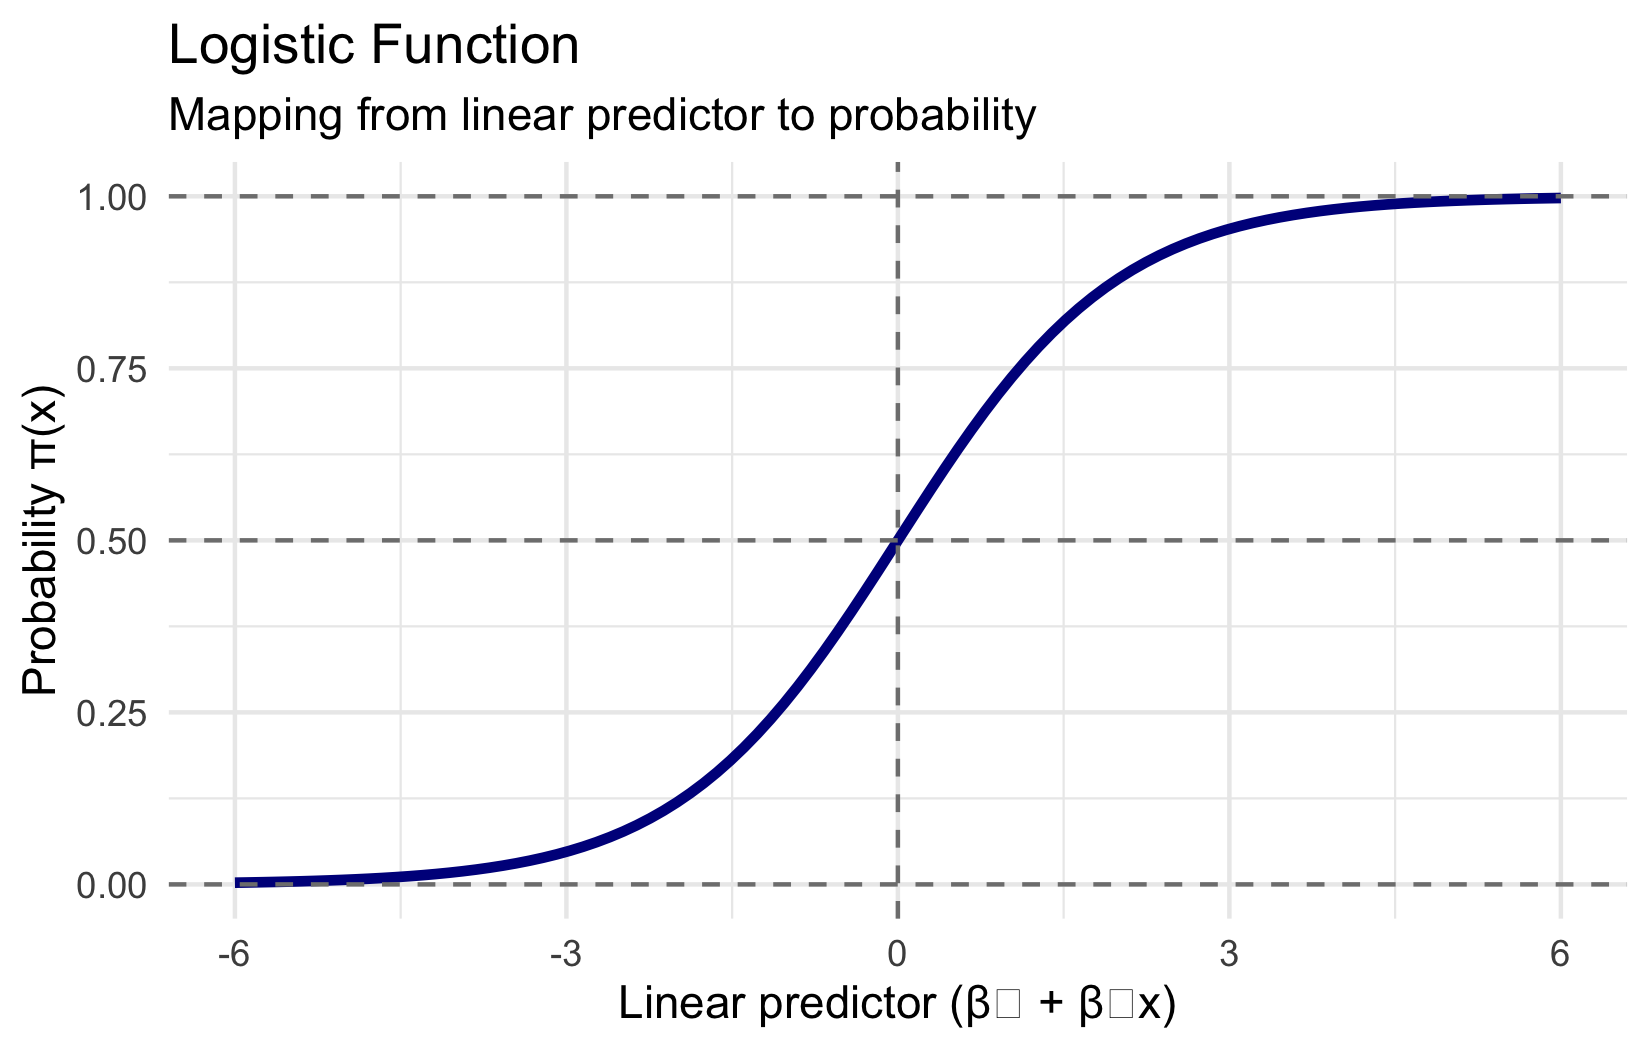 Logistic Function
Mapping from linear predictor to probability
1.00
0.75
0.50
0.25
0.00
Probability π(x)
-6
-3
0
3
6
Linear predictor (β□ + β□x)